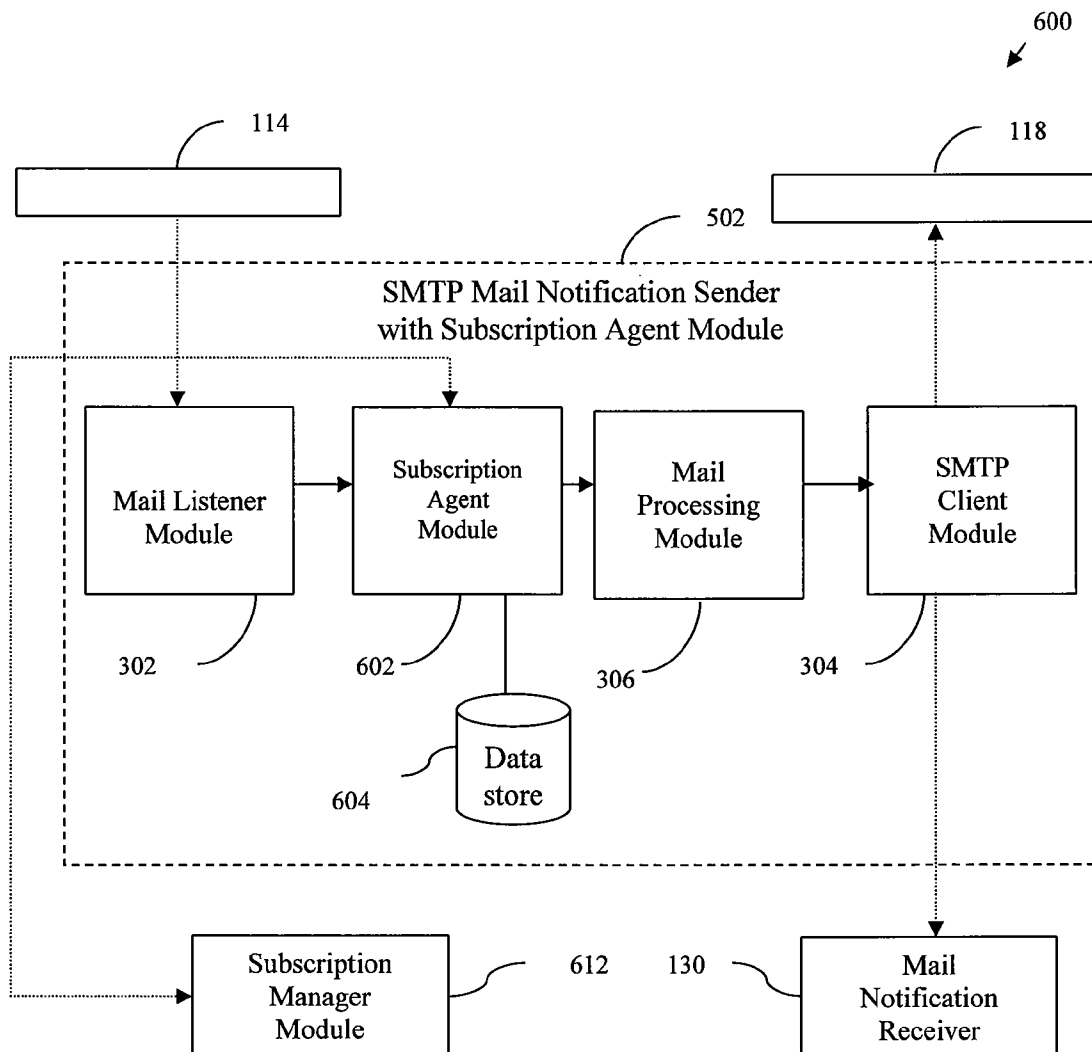 600
114
118
502
SMTP Mail Notification Sender
with Subscription Agent Module
Mail Listener
Module
Subscription
Agent
Module
Mail
Processing
Module
SMTP
Client
Module
302
602
306
304
Data
store
604
Subscription
Manager
Module
612
130
Mail
Notification
Receiver